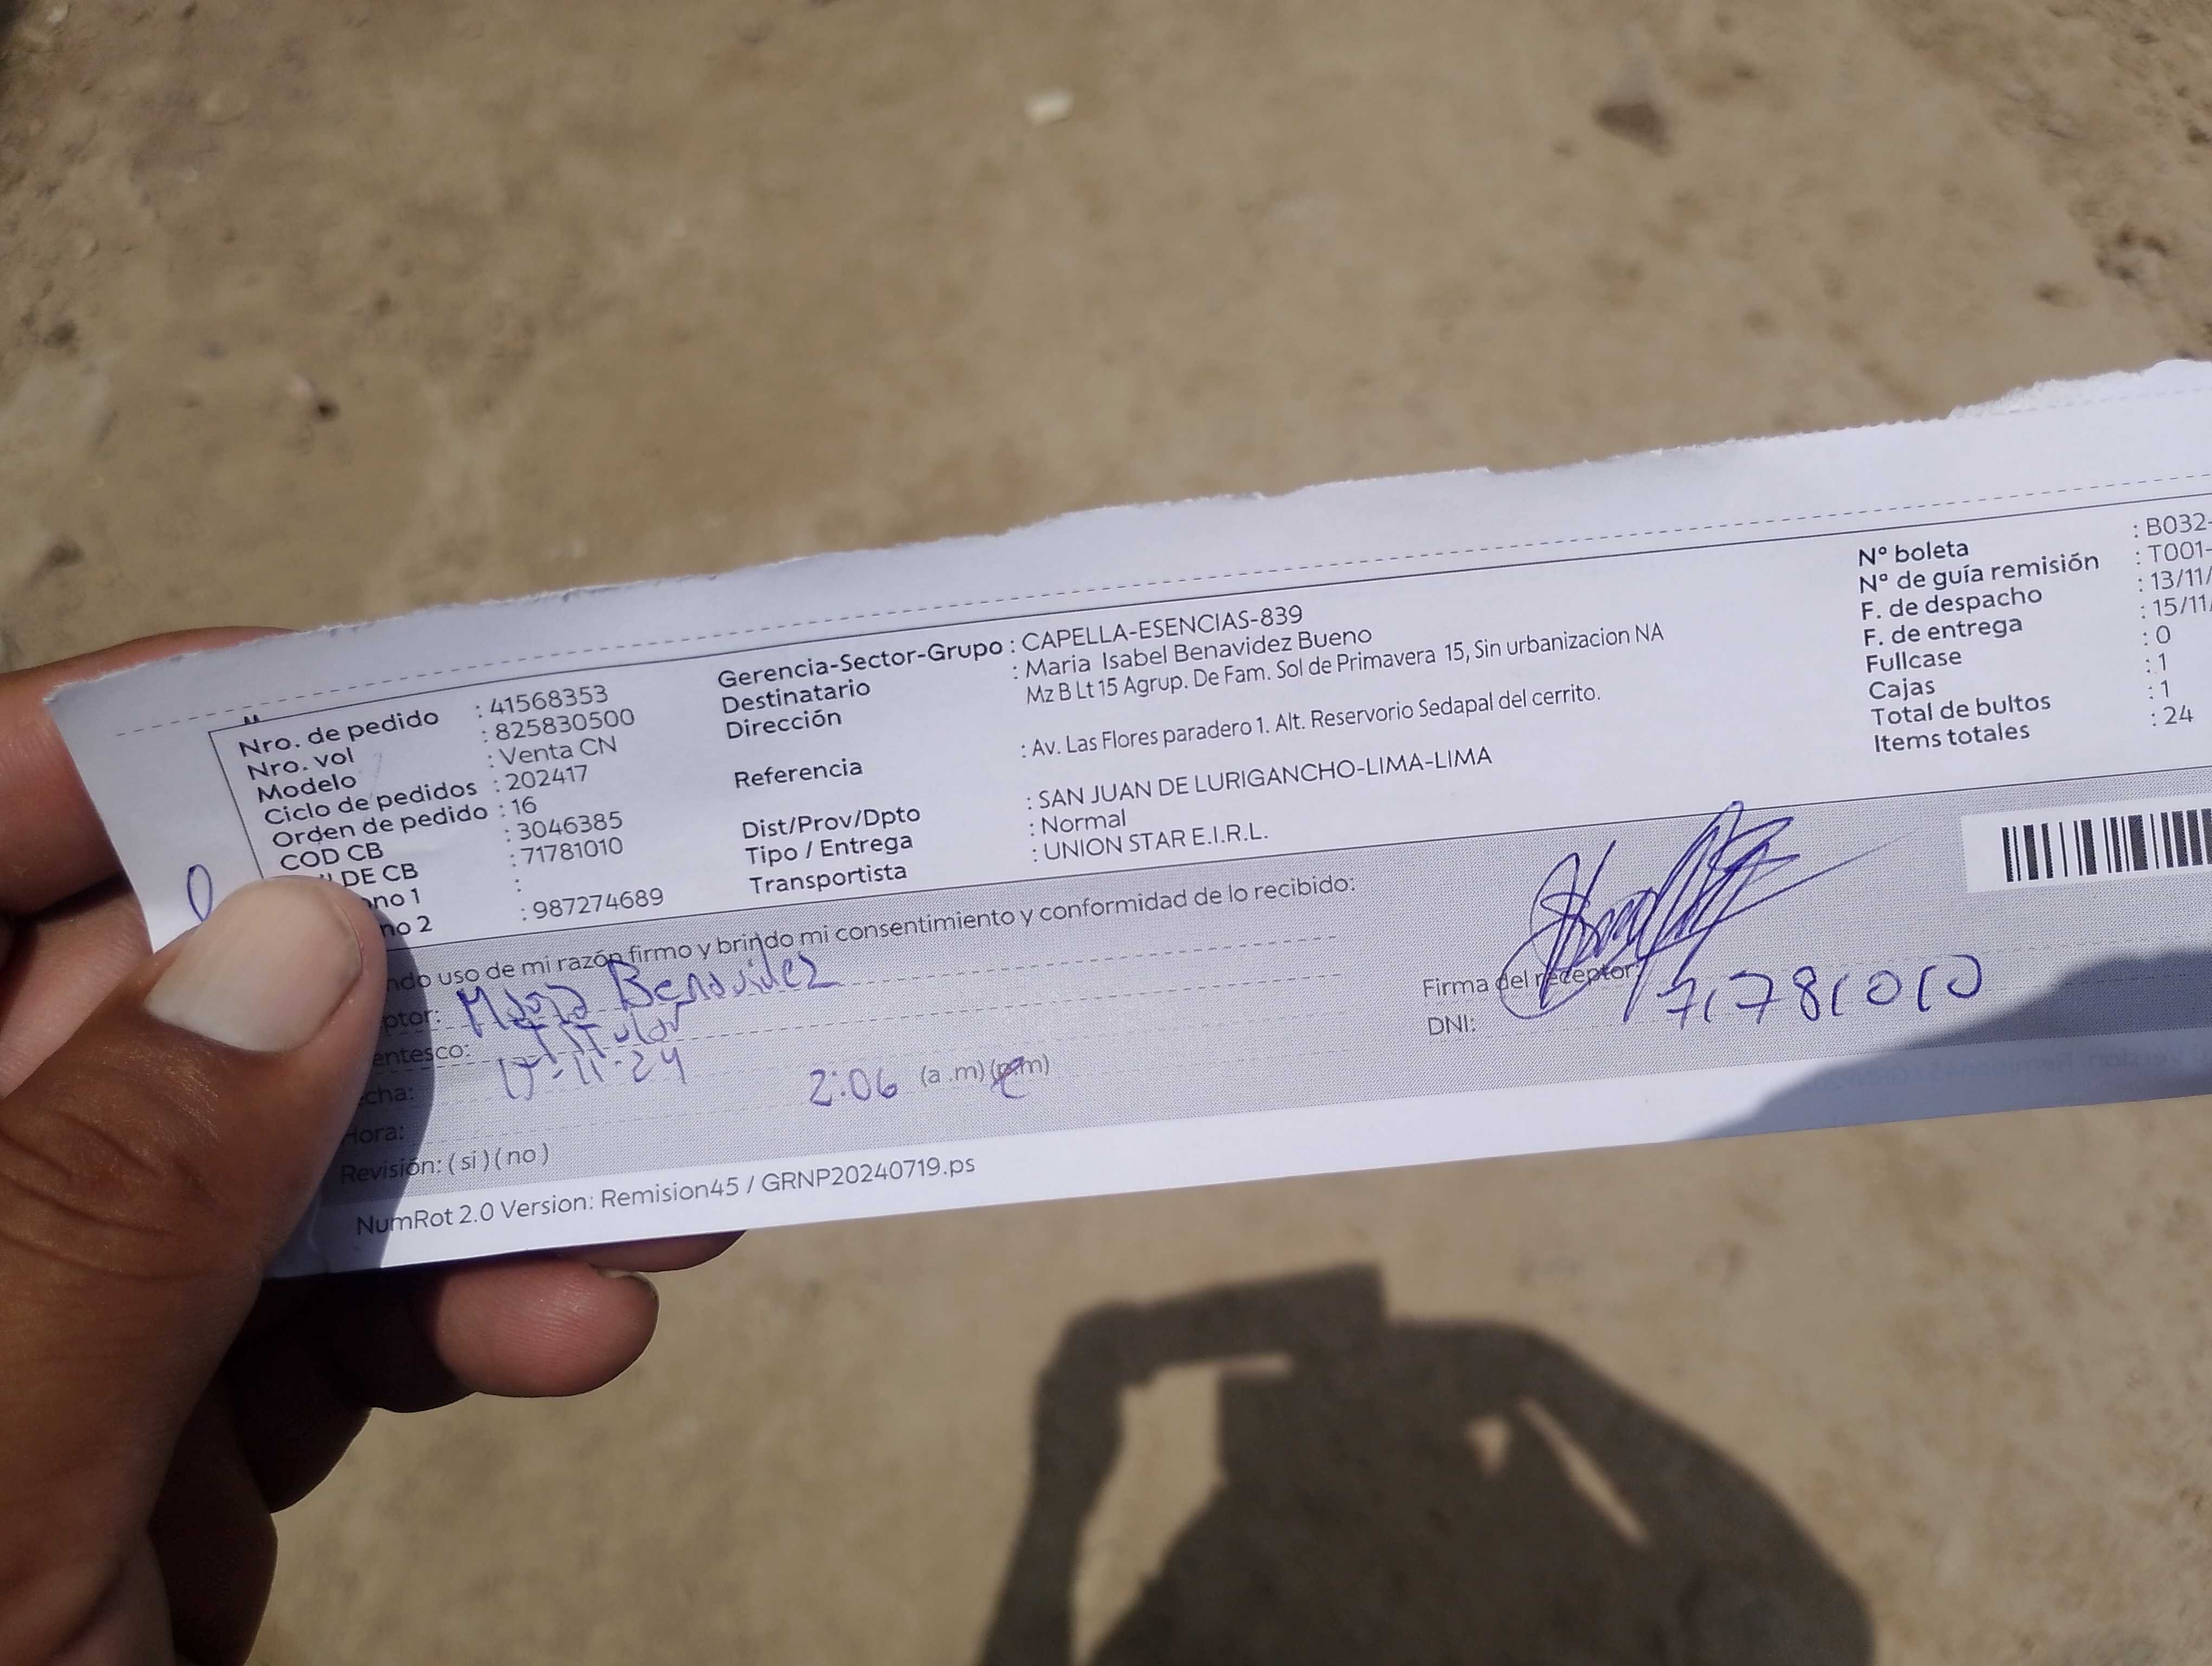 Nro. de pedido : 41568353
Nro. vol : 825830500
Modelo : Venta CN
Ciclo de pedidos : 202417
Orden de pedido : 16
COD CB : 3046385
DE CB : 71781010
no 1 :
no 2 : 987274689
Gerencia-Sector-Grupo : CAPELLA-ESENCIAS-839
Destinatario : Maria Isabel Benavidez Bueno
Dirección Mz B Lt 15 Agrup. De Fam. Sol de Primavera 15, Sin urbanizacion NA
Referencia : Av. Las Flores paradero 1. Alt. Reservorio Sedapal del cerrito.
Dist/Prov/Dpto : SAN JUAN DE LURIGANCHO-LIMA-LIMA
Tipo / Entrega : Normal
Transportista : UNION STAR E.I.R.L.
Nº boleta : B032-
Nº de guía remisión : T001-
F. de despacho : 13/11/
F. de entrega : 15/11/
Fullcase : 0
Cajas : 1
Total de bultos : 1
Items totales : 24
ndo uso de mi razón firmo y brindo mi consentimiento y conformidad de lo recibido:
ptor: Maria Benavidez
entesco: Titular
cha: 15-11-24
Hora: 2:06 (a .m) (p.m)
Revisión: ( si ) ( no )
Firma del receptor:
DNI: 71781010
NumRot 2.0 Version: Remision45 / GRNP20240719.ps